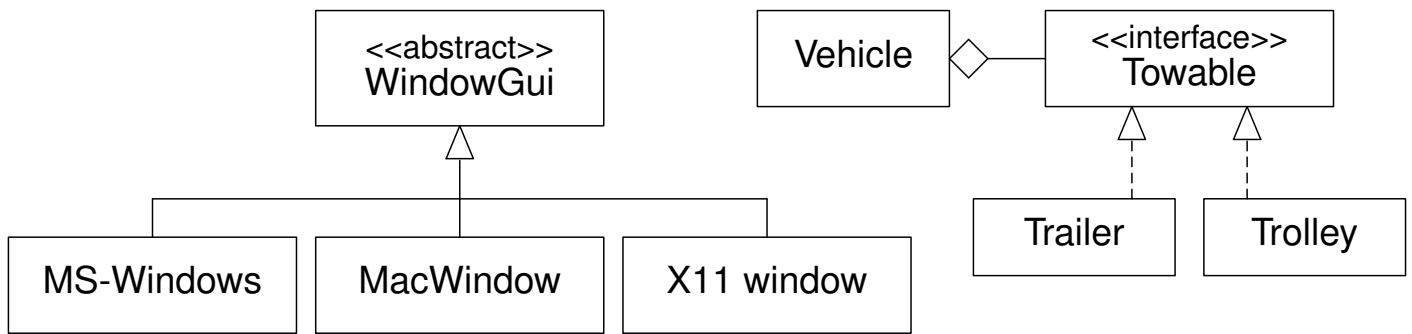 <<abstract>>
WindowGui
MS-Windows
MacWindow
X11 window
Vehicle
<<interface>>
Towable
Trailer
Trolley